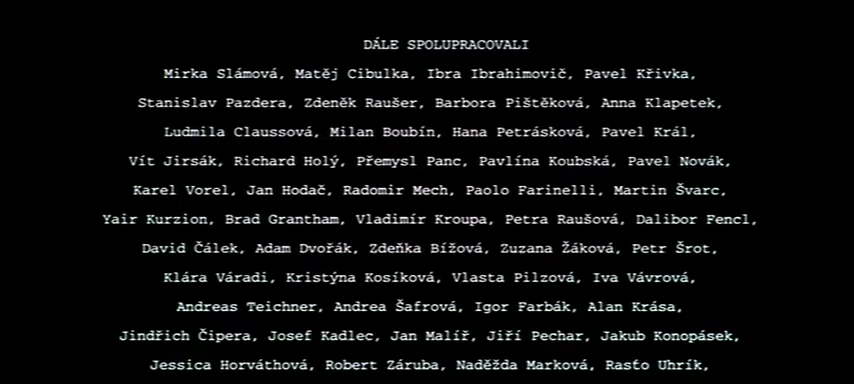 DÁLE SPOLUPRACOVALI
Mirka Slámová, Matěj Cibulka, Ibra Ibrahimovič, Pavel Křivka,
Stanislav Pazdera, Zdeněk Raušer, Barbora Pištěková, Anna Klapetek,
Ludmila Claussová, Milan Boubín, Hana Petrásková, Pavel Král,
Vít Jirsák, Richard Holý, Přemysl Panc, Pavlína Koubská, Pavel Novák,
Karel Vorel, Jan Hodač, Radomir Mech, Paolo Farinelli, Martin Švarc,
Yair Kurzion, Brad Grantham, Vladimír Kroupa, Petra Raušová, Dalibor Fencl,
David Čálek, Adam Dvořák, Zdeňka Bížová, Zuzana Žáková, Petr Šrot,
Klára Váradi, Kristýna Kosíková, Vlasta Pilzová, Iva Vávrová,
Andreas Teichner, Andrea Šafrová, Igor Farbák, Alan Krása,
Jindřich Čipera, Josef Kadlec, Jan Malíř, Jiří Pechar, Jakub Konopásek,
Jessica Horváthová, Robert Záruba, Naděžda Marková, Rasťo Uhrík,